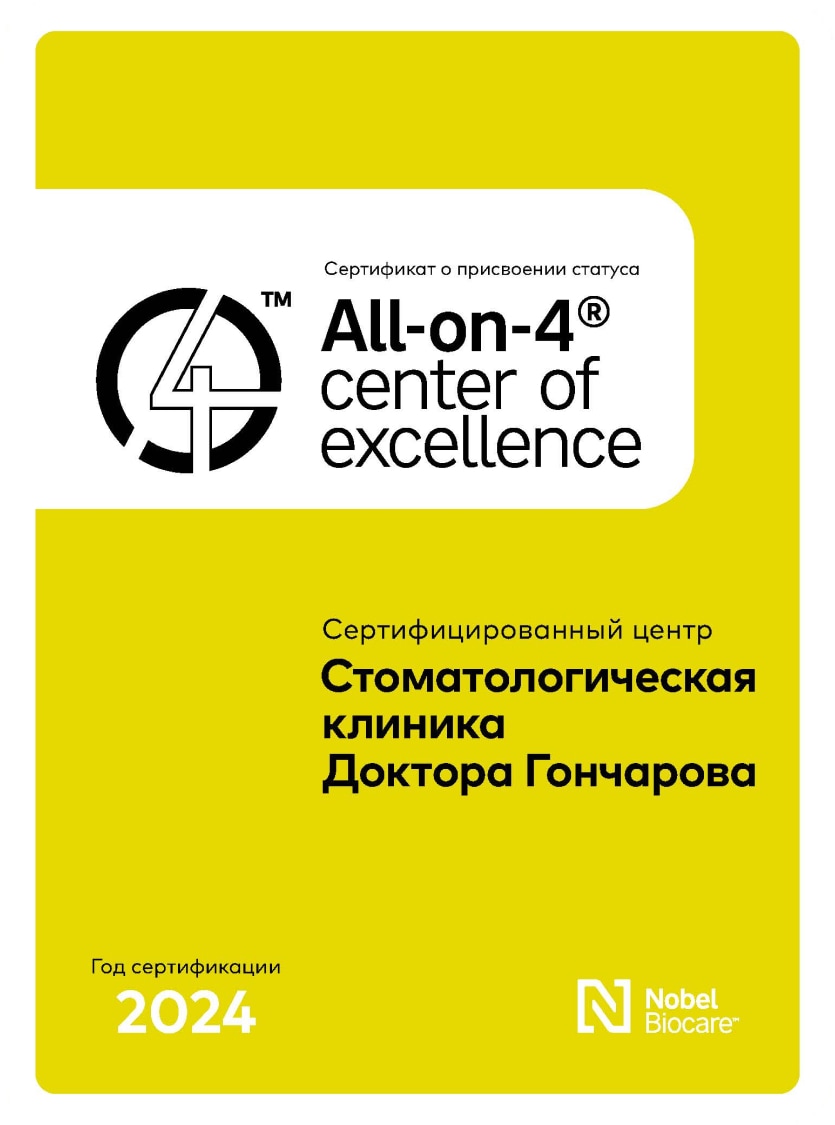 Сертификат о присвоении статуса
4™
All-on-4®
center of
excellence
Сертифицированный центр
Стоматологическая
клиника
Доктора Гончарова
Год сертификации
2024
Nobel
Biocare™